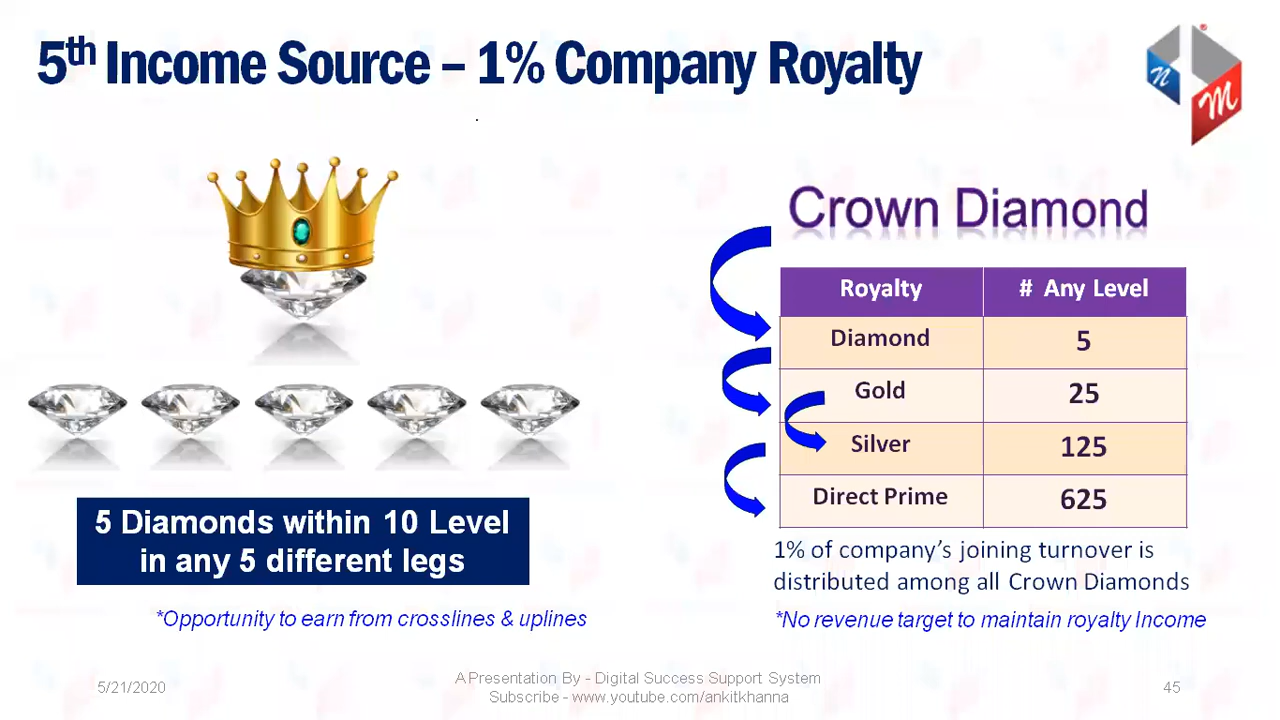 5th Income Source – 1% Company Royalty
n
M
Crown Diamond
Royalty # Any Level
Diamond 5
Gold 25
Silver 125
Direct Prime 625
5 Diamonds within 10 Level
in any 5 different legs
*Opportunity to earn from crosslines & uplines
1% of company's joining turnover is
distributed among all Crown Diamonds
*No revenue target to maintain royalty Income
5/21/2020
A Presentation By - Digital Success Support System
Subscribe - www.youtube.com/ankitkhanna
45